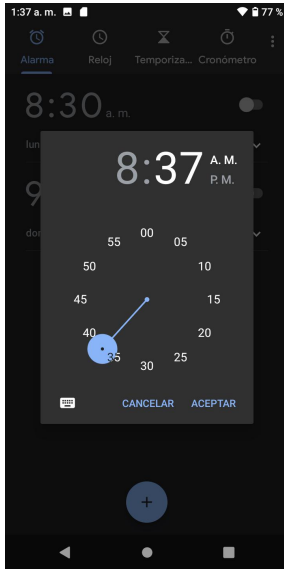 1:37 a. m. 77 %
Alarma Reloj Temporiza... Cronómetro
8:30 a. m.
lun
9
dor
8:37 A. M.
P. M.
00
55 05
50 10
45 15
40 20
35 25
30
CANCELAR ACEPTAR
+